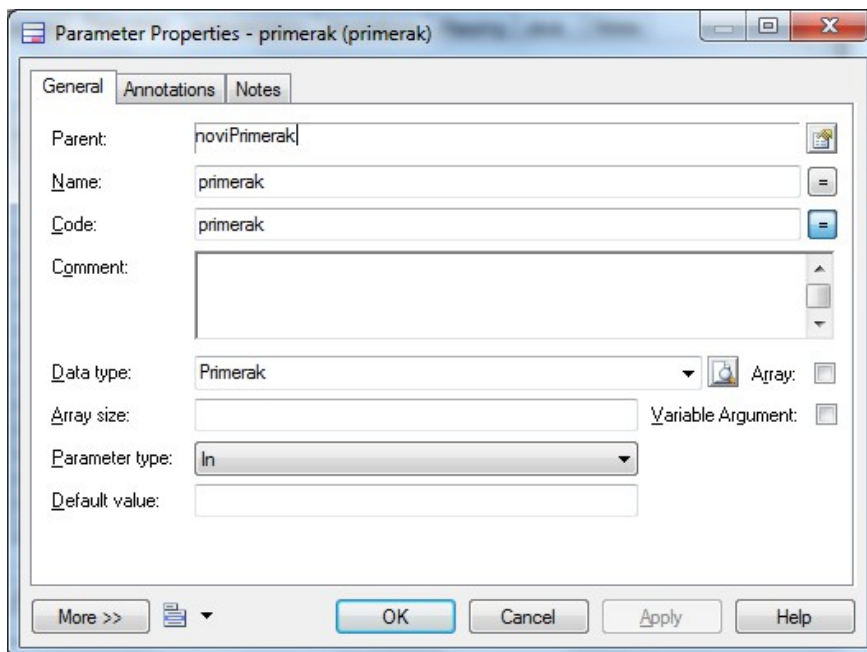 Parameter Properties - primerak (primerak)
General Annotations Notes
Parent: noviPrimerak
Name: primerak =
Code: primerak =
Comment:
Data type: Primerak Array:
Array size: Variable Argument:
Parameter type: In
Default value:
More >> OK Cancel Apply Help